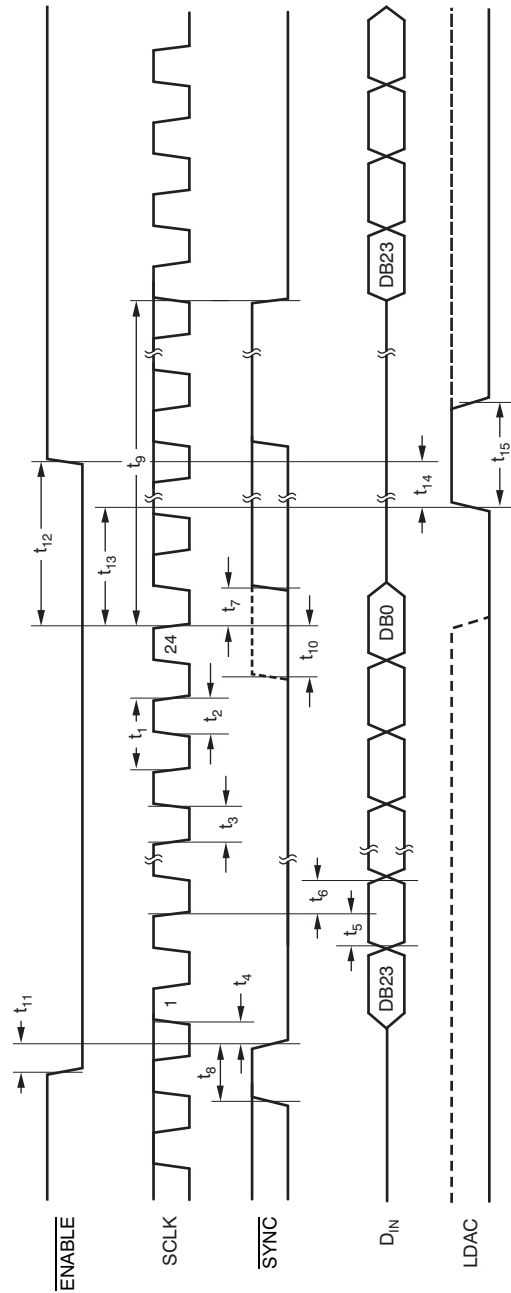 ENABLE
t11
t12
t13
SCLK
1
t3
t1
t2
24
t9
SYNC
t8
t4
t10
t7
DIN
DB23
t5
t6
DB0
t14
DB23
LDAC
t15